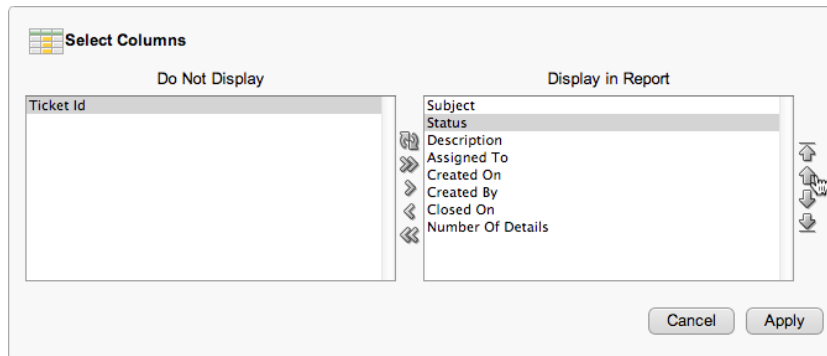 Select Columns
Do Not Display
Display in Report
Ticket Id
Subject
Status
Description
Assigned To
Created On
Created By
Closed On
Number Of Details
Cancel
Apply